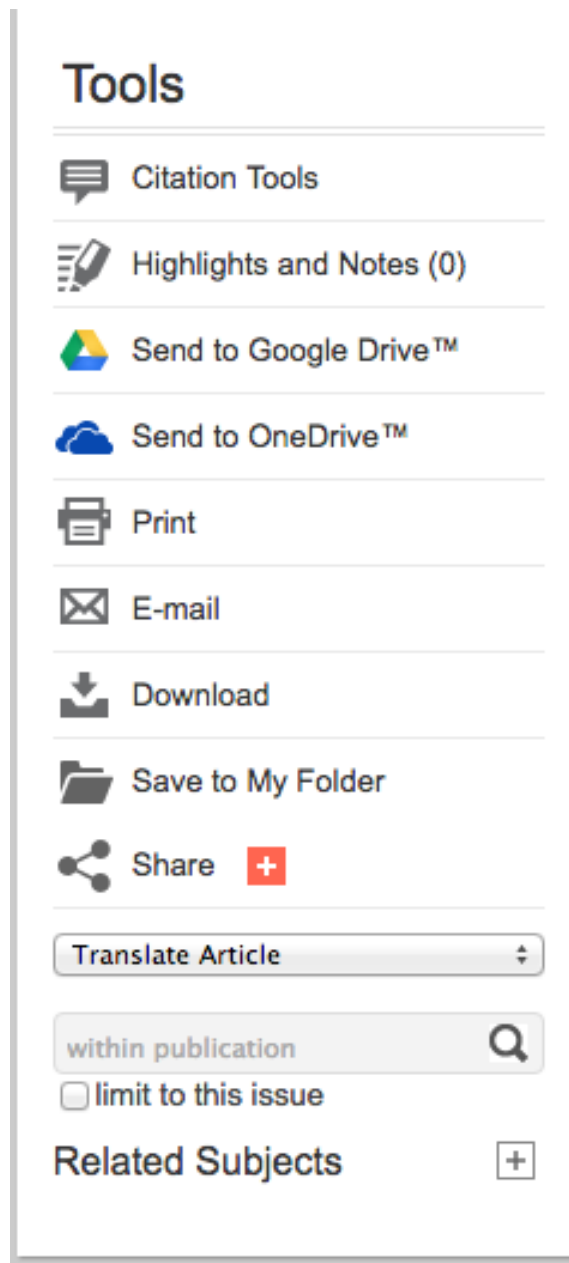 Tools
Citation Tools
Highlights and Notes (0)
Send to Google Drive™
Send to OneDrive™
Print
E-mail
Download
Save to My Folder
Share
Translate Article
within publication
limit to this issue
Related Subjects